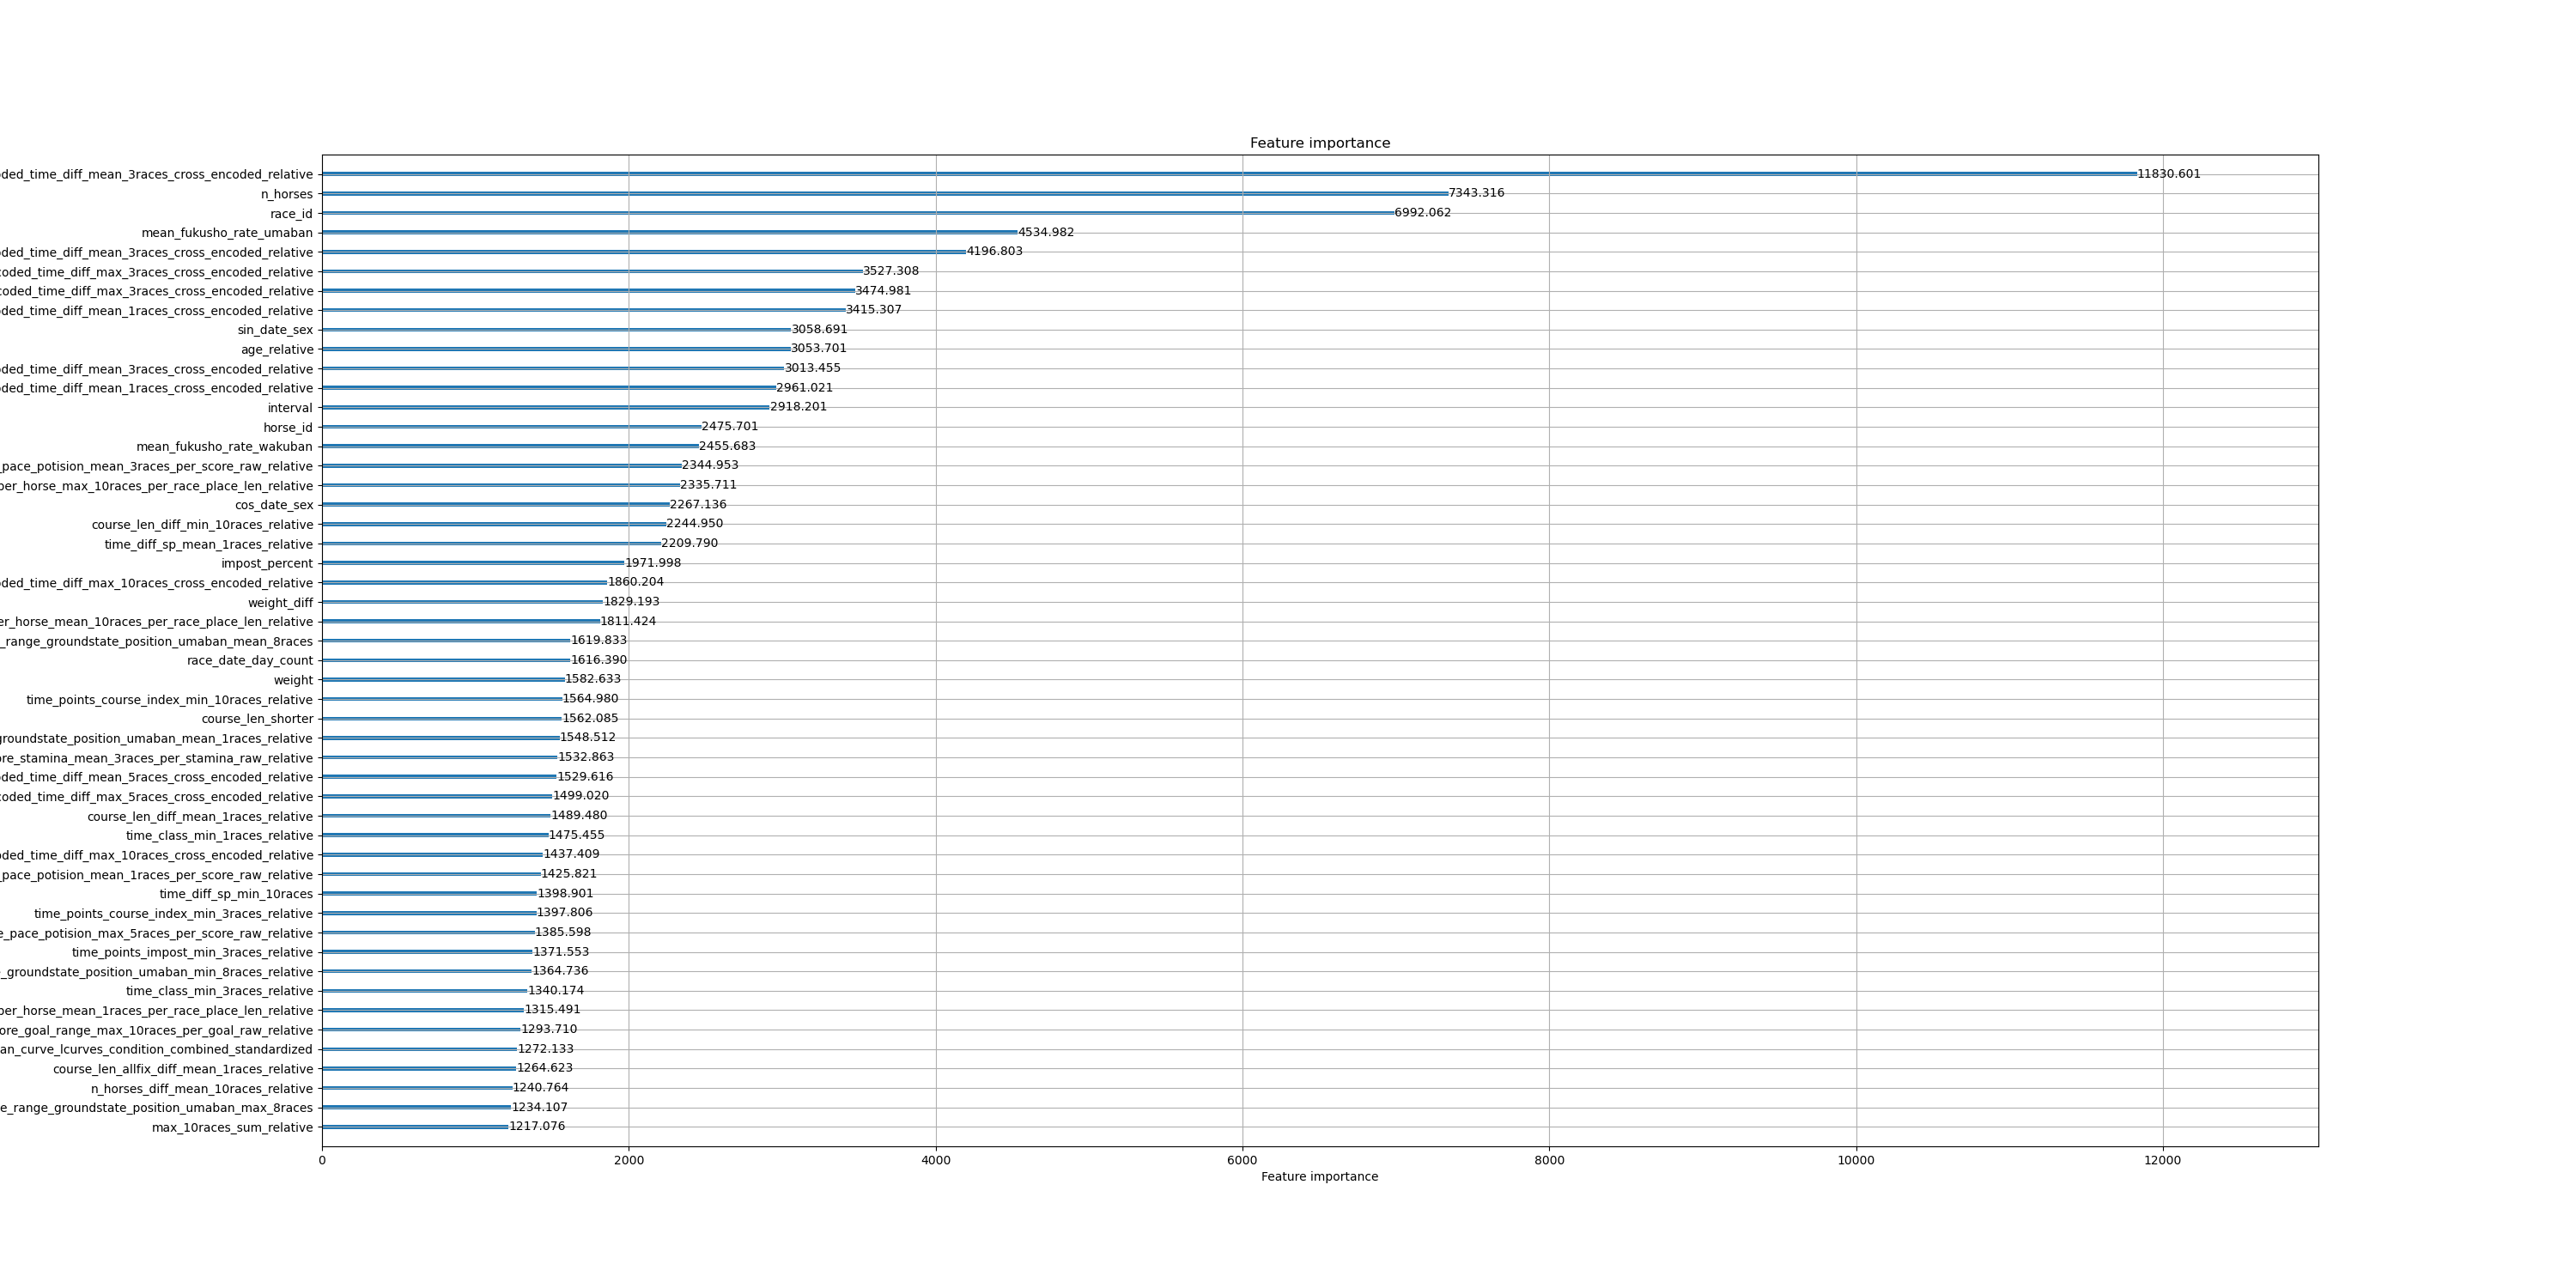 Feature importance
ded_time_diff_mean_3races_cross_encoded_relative 11830.601
n_horses 7343.316
race_id 6992.062
mean_fukusho_rate_umaban 4534.982
ded_time_diff_mean_3races_cross_encoded_relative 4196.803
coded_time_diff_max_3races_cross_encoded_relative 3527.308
coded_time_diff_max_3races_cross_encoded_relative 3474.981
ded_time_diff_mean_1races_cross_encoded_relative 3415.307
sin_date_sex 3058.691
age_relative 3053.701
ded_time_diff_mean_3races_cross_encoded_relative 3013.455
ded_time_diff_mean_1races_cross_encoded_relative 2961.021
interval 2918.201
horse_id 2475.701
mean_fukusho_rate_wakuban 2455.683
_pace_potision_mean_3races_per_score_raw_relative 2344.953
per_horse_max_10races_per_race_place_len_relative 2335.711
cos_date_sex 2267.136
course_len_diff_min_10races_relative 2244.950
time_diff_sp_mean_1races_relative 2209.790
impost_percent 1971.998
ded_time_diff_max_10races_cross_encoded_relative 1860.204
weight_diff 1829.193
er_horse_mean_10races_per_race_place_len_relative 1811.424
_range_groundstate_position_umaban_mean_8races 1619.833
race_date_day_count 1616.390
weight 1582.633
time_points_course_index_min_10races_relative 1564.980
course_len_shorter 1562.085
groundstate_position_umaban_mean_1races_relative 1548.512
ore_stamina_mean_3races_per_stamina_raw_relative 1532.863
ded_time_diff_mean_5races_cross_encoded_relative 1529.616
coded_time_diff_max_5races_cross_encoded_relative 1499.020
course_len_diff_mean_1races_relative 1489.480
time_class_min_1races_relative 1475.455
ded_time_diff_max_10races_cross_encoded_relative 1437.409
_pace_potision_mean_1races_per_score_raw_relative 1425.821
time_diff_sp_min_10races 1398.901
time_points_course_index_min_3races_relative 1397.806
e_pace_potision_max_5races_per_score_raw_relative 1385.598
time_points_impost_min_3races_relative 1371.553
_groundstate_position_umaban_min_8races_relative 1364.736
time_class_min_3races_relative 1340.174
per_horse_mean_1races_per_race_place_len_relative 1315.491
ore_goal_range_max_10races_per_goal_raw_relative 1293.710
an_curve_lcurves_condition_combined_standardized 1272.133
course_len_allfix_diff_mean_1races_relative 1264.623
n_horses_diff_mean_10races_relative 1240.764
e_range_groundstate_position_umaban_max_8races 1234.107
max_10races_sum_relative 1217.076
0 2000 4000 6000 8000 10000 12000
Feature importance